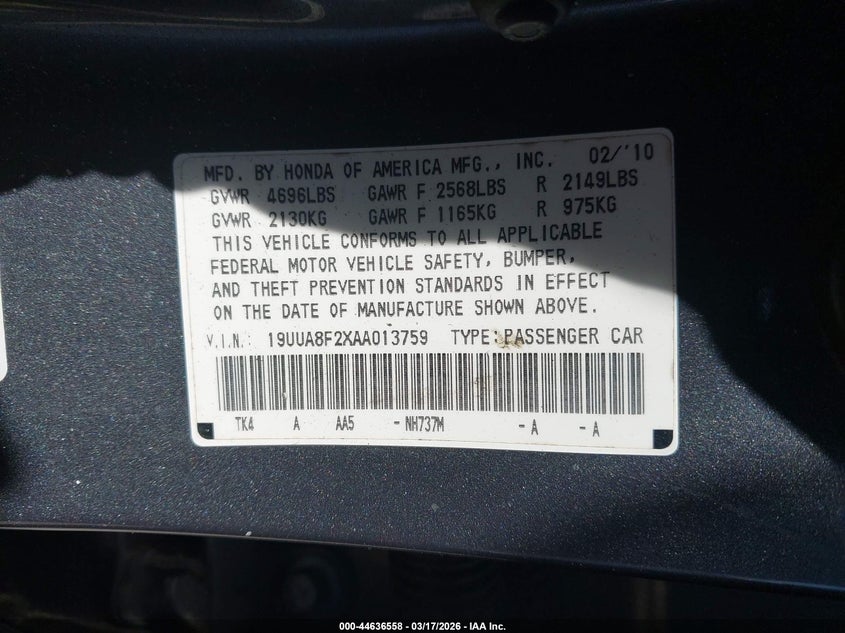 MFD. BY HONDA OF AMERICA MFG., INC. 02/'10
GVWR 4696LBS GAWR F 2568LBS R 2149LBS
GVWR 2130KG GAWR F 1165KG R 975KG
THIS VEHICLE CONFORMS TO ALL APPLICABLE
FEDERAL MOTOR VEHICLE SAFETY, BUMPER,
AND THEFT PREVENTION STANDARDS IN EFFECT
ON THE DATE OF MANUFACTURE SHOWN ABOVE.
V.I.N.: 19UUA8F2XAA013759 TYPE:PASSENGER CAR
TK4 A AA5 - NH737M - A - A
000-44636558 - 03/17/2026 - IAA Inc.